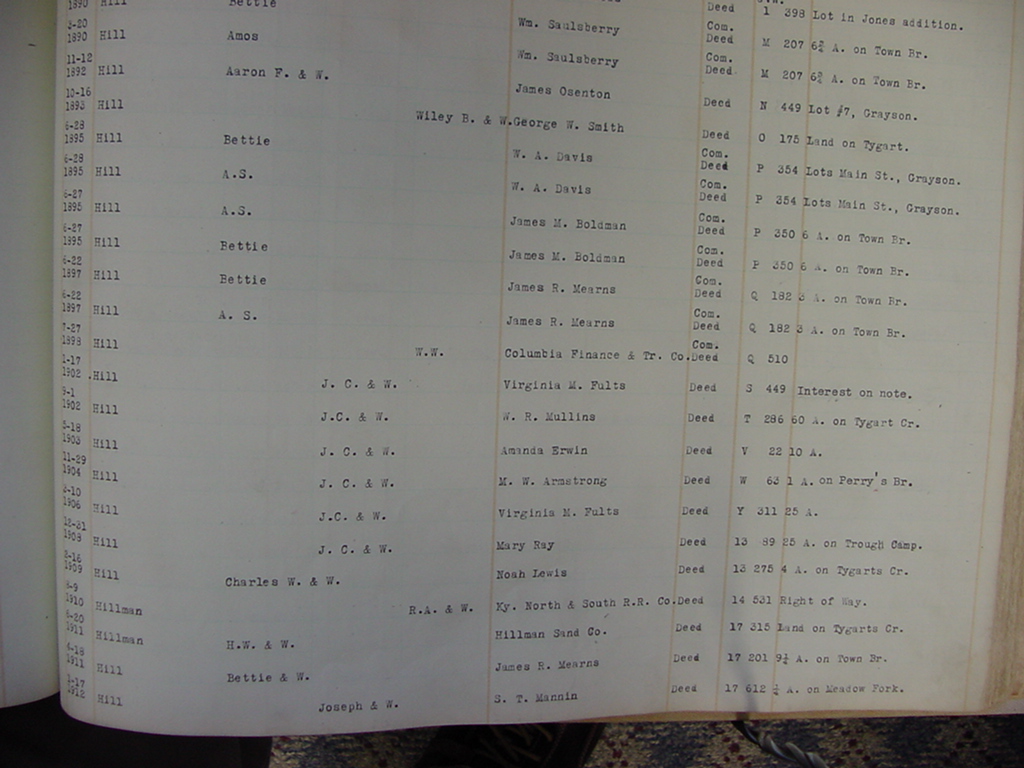 Deed 1 398 Lot in Jones addition.
1890 Hill Bettie Wm. Saulsberry Com. Deed M 207 6¾ A. on Town Br.
3-20 1890 Hill Amos Wm. Saulsberry Com. Deed M 207 6¾ A. on Town Br.
11-12 1892 Hill Aaron F. & W. James Osenton Deed N 449 Lot #7, Grayson.
10-16 1893 Hill Wiley B. & W. George W. Smith Deed O 175 Land on Tygart.
6-28 1895 Hill Bettie W. A. Davis Com. Deed P 354 Lots Main St., Grayson.
6-28 1895 Hill A.S. W. A. Davis Com. Deed P 354 Lots Main St., Grayson.
6-27 1895 Hill A.S. James M. Boldman Com. Deed P 350 6 A. on Town Br.
6-27 1895 Hill Bettie James M. Boldman Com. Deed P 350 6 A. on Town Br.
6-22 1897 Hill Bettie James R. Mearns Com. Deed Q 182 3 A. on Town Br.
6-22 1897 Hill A. S. James R. Mearns Com. Deed Q 182 3 A. on Town Br.
7-27 1898 Hill W.W. Columbia Finance & Tr. Co. Com. Deed Q 510
1-17 1902 Hill J. C. & W. Virginia M. Fults Deed S 449 Interest on note.
9-1 1902 Hill J.C. & W. W. R. Mullins Deed T 286 60 A. on Tygart Cr.
5-18 1903 Hill J. C. & W. Amanda Erwin Deed V 22 10 A.
11-29 1904 Hill J. C. & W. M. W. Armstrong Deed W 63 1 A. on Perry's Br.
-10 1906 Hill J.C. & W. Virginia M. Fults Deed Y 311 25 A.
12-31 1908 Hill J. C. & W. Mary Ray Deed 13 89 25 A. on Trough Camp.
-16 1909 Hill Charles W. & W. Noah Lewis Deed 13 275 4 A. on Tygarts Cr.
-9 1910 Hillman R.A. & W. Ky. North & South R.R. Co. Deed 14 531 Right of Way.
-20 1911 Hillman H.W. & W. Hillman Sand Co. Deed 17 315 Land on Tygarts Cr.
-18 1911 Hill Bettie & W. James R. Mearns Deed 17 201 9¼ A. on Town Br.
-17 1912 Hill Joseph & W. S. T. Mannin Deed 17 612 ¼ A. on Meadow Fork.